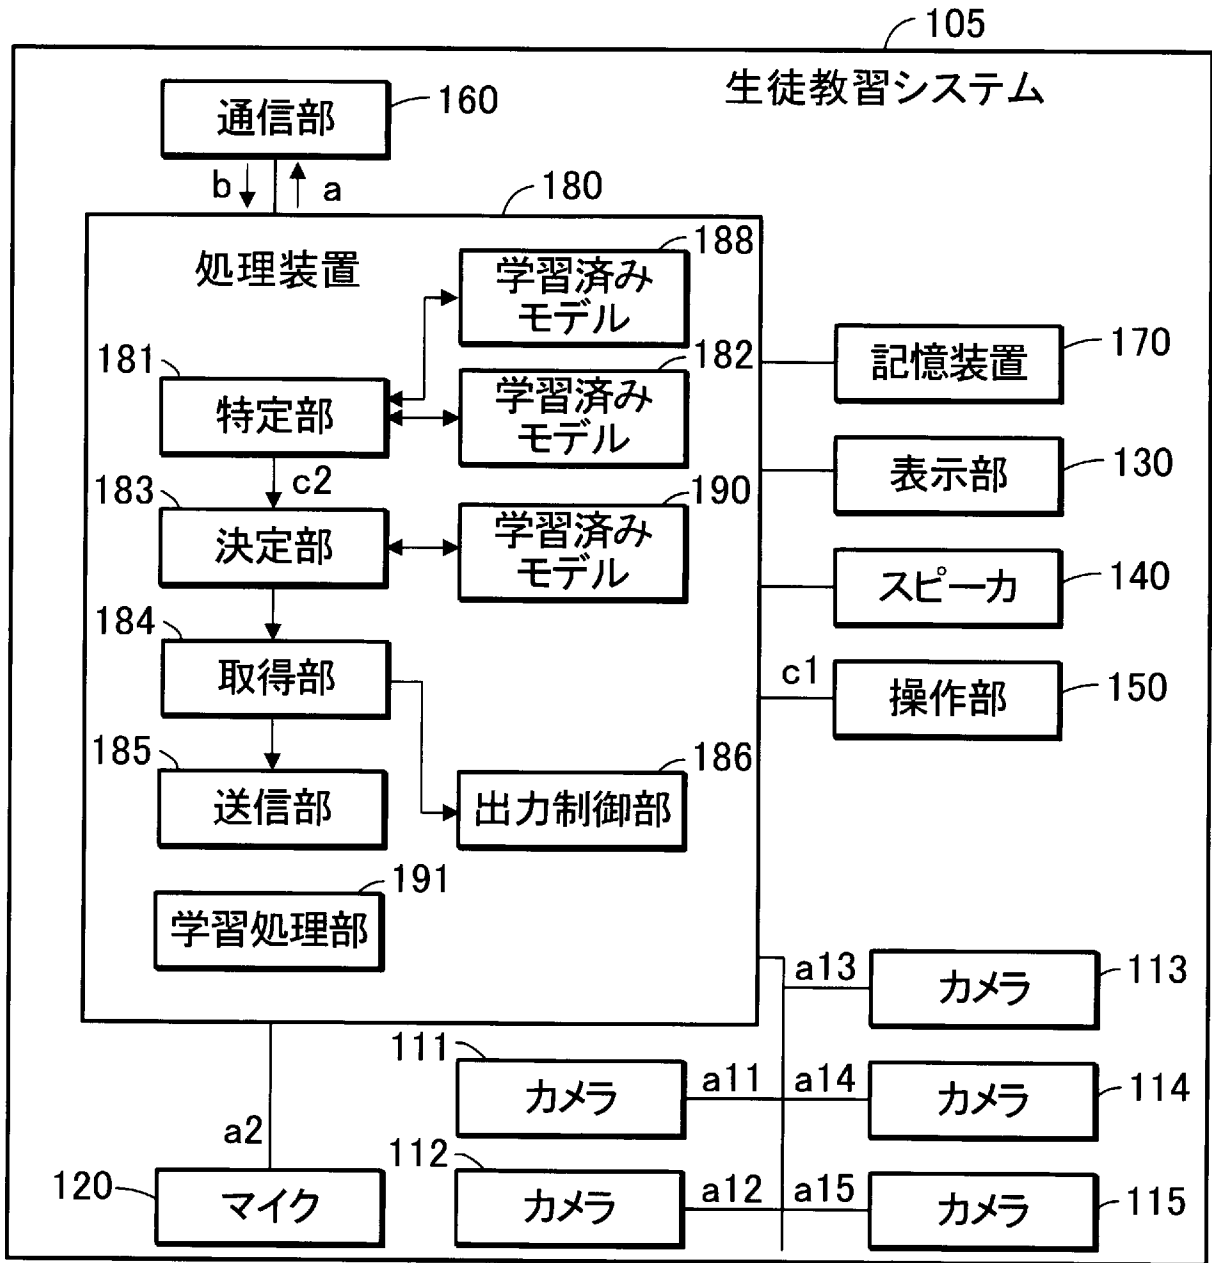 105
生徒教習システム
160
通信部
b
a
180
処理装置
188
学習済み
モデル
181
特定部
182
学習済み
モデル
170
記憶装置
c2
130
表示部
183
決定部
190
学習済み
モデル
140
スピーカ
184
取得部
c1
150
操作部
185
送信部
186
出力制御部
191
学習処理部
a13
113
カメラ
111
カメラ
a11
a14
114
カメラ
a2
120
マイク
112
カメラ
a12
a15
115
カメラ